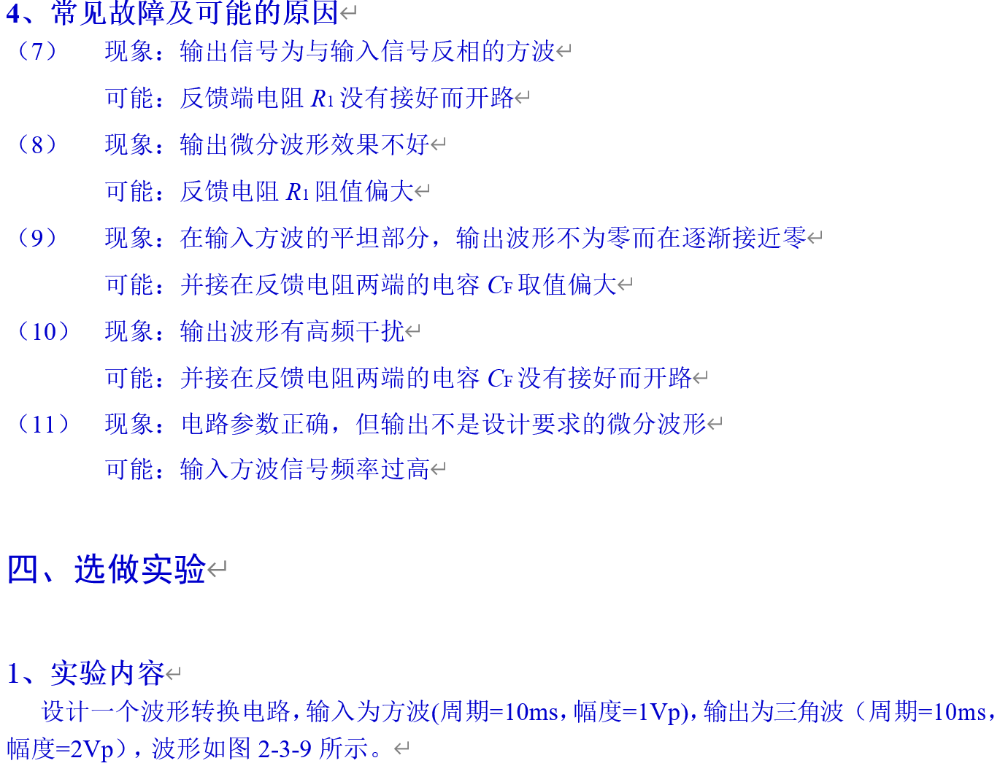 4、常见故障及可能的原因
（7） 现象：输出信号为与输入信号反相的方波
可能：反馈端电阻 R1 没有接好而开路
（8） 现象：输出微分波形效果不好
可能：反馈电阻 R1 阻值偏大
（9） 现象：在输入方波的平坦部分，输出波形不为零而在逐渐接近零
可能：并接在反馈电阻两端的电容 CF 取值偏大
（10） 现象：输出波形有高频干扰
可能：并接在反馈电阻两端的电容 CF 没有接好而开路
（11） 现象：电路参数正确，但输出不是设计要求的微分波形
可能：输入方波信号频率过高
四、选做实验
1、实验内容
设计一个波形转换电路，输入为方波(周期=10ms，幅度=1Vp)，输出为三角波（周期=10ms，
幅度=2Vp），波形如图 2-3-9 所示。